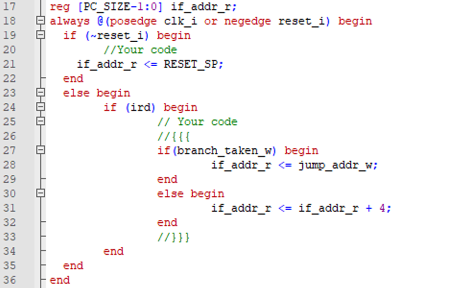 17 reg [PC_SIZE-1:0] if_addr_r;
18 always @(posedge clk_i or negedge reset_i) begin
19 if (~reset_i) begin
20 //Your code
21 if_addr_r <= RESET_SP;
22 end
23 else begin
24 if (ird) begin
25 // Your code
26 //{{{
27 if(branch_taken_w) begin
28 if_addr_r <= jump_addr_w;
29 end
30 else begin
31 if_addr_r <= if_addr_r + 4;
32 end
33 //}}}
34 end
35 end
36 end